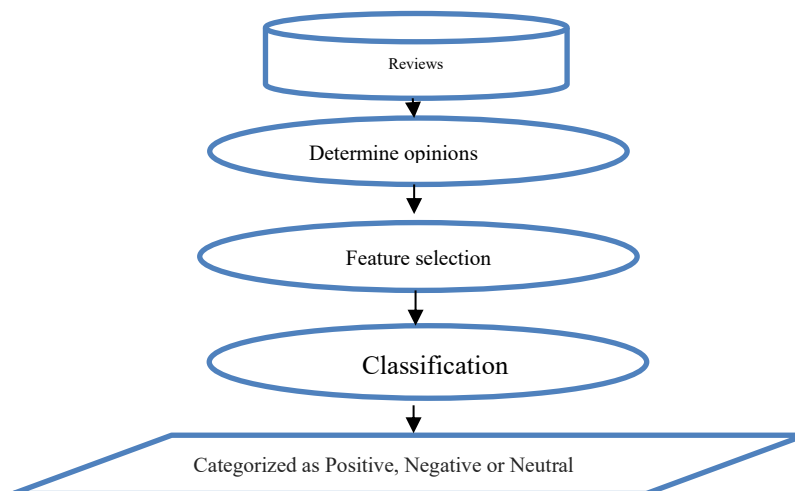 Reviews
Determine opinions
Feature selection
Classification
Categorized as Positive, Negative or Neutral